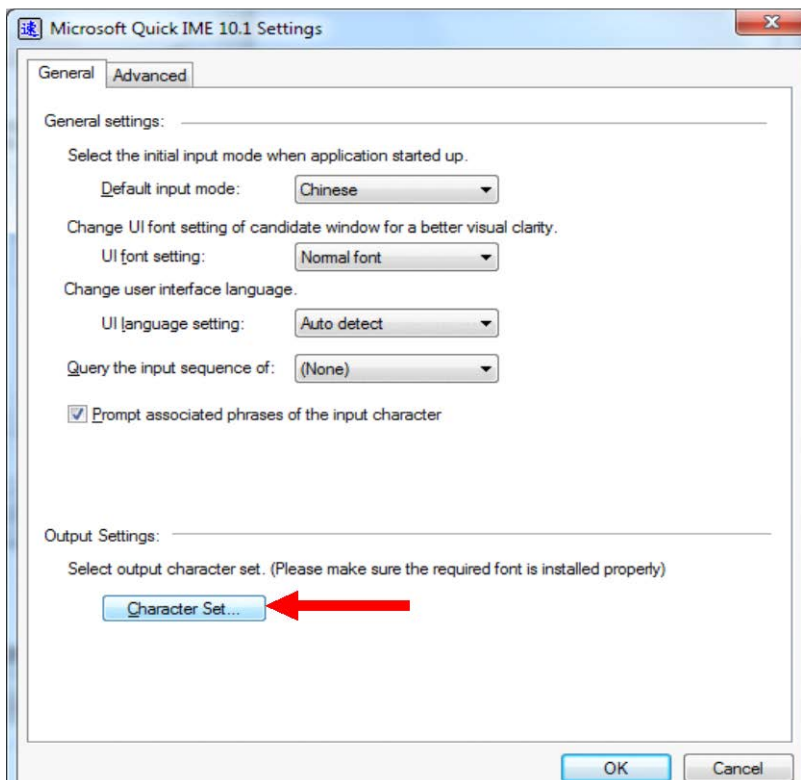 速 Microsoft Quick IME 10.1 Settings
General Advanced
General settings:
Select the initial input mode when application started up.
Default input mode: Chinese
Change UI font setting of candidate window for a better visual clarity.
UI font setting: Normal font
Change user interface language.
UI language setting: Auto detect
Query the input sequence of: (None)
Prompt associated phrases of the input character
Output Settings:
Select output character set. (Please make sure the required font is installed properly)
Character Set...
OK Cancel